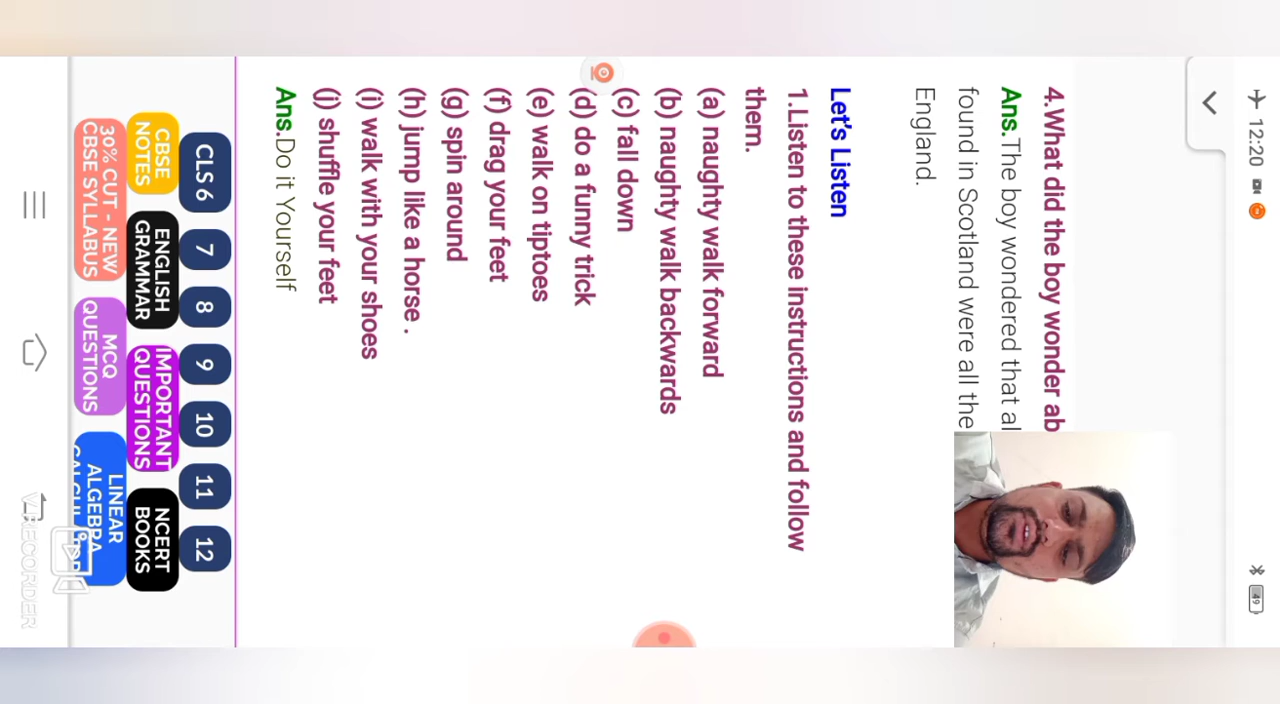 12:20
49
4.What did the boy wonder ab
Ans.The boy wondered that al
found in Scotland were all the
England.
Let's Listen
1.Listen to these instructions and follow
them.
(a) naughty walk forward
(b) naughty walk backwards
(c) fall down
(d) do a funny trick
(e) walk on tiptoes
(f) drag your feet
(g) spin around
(h) jump like a horse .
(i) walk with your shoes
(j) shuffle your feet
Ans.Do it Yourself
CLS 6 7 8 9 10 11 12
CBSE NOTES
ENGLISH GRAMMAR
IMPORTANT QUESTIONS
NCERT BOOKS
30% CUT - NEW CBSE SYLLABUS
MCQ QUESTIONS
LINEAR ALGEBRA
RECORDER